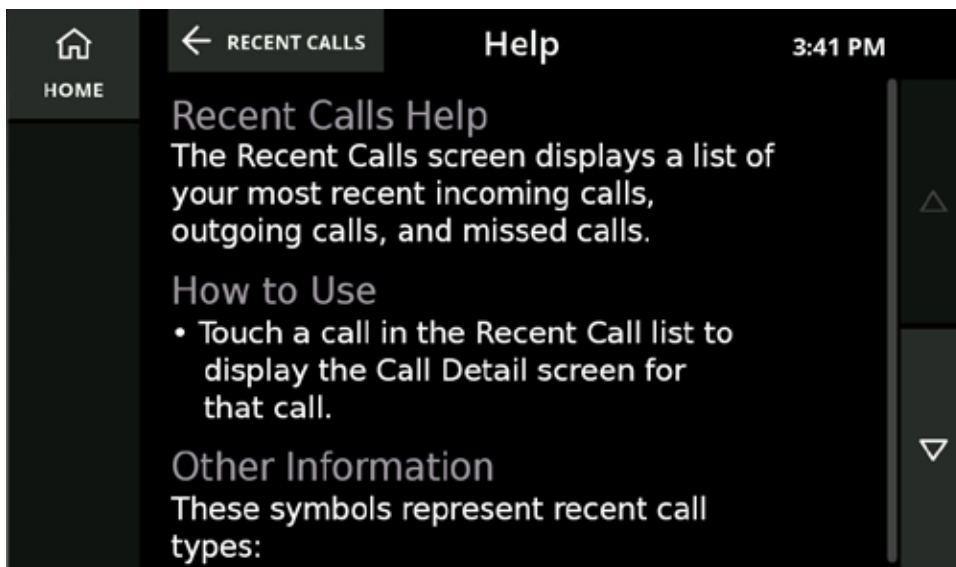 HOME
← RECENT CALLS
Help
3:41 PM
Recent Calls Help
The Recent Calls screen displays a list of
your most recent incoming calls,
outgoing calls, and missed calls.
How to Use
• Touch a call in the Recent Call list to
display the Call Detail screen for
that call.
Other Information
These symbols represent recent call
types: